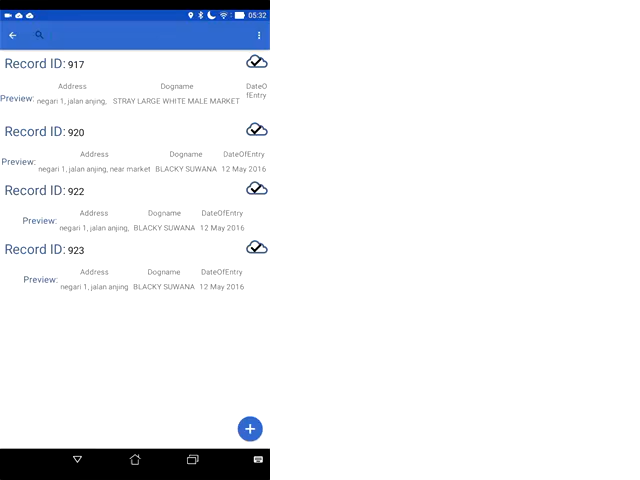 05:32
Record ID: 917
Address Dogname DateO
fEntry
Preview: negari 1, jalan anjing, STRAY LARGE WHITE MALE MARKET
Record ID: 920
Address Dogname DateOfEntry
Preview: negari 1, jalan anjing, near market BLACKY SUWANA 12 May 2016
Record ID: 922
Address Dogname DateOfEntry
Preview: negari 1, jalan anjing, BLACKY SUWANA 12 May 2016
Record ID: 923
Address Dogname DateOfEntry
Preview: negari 1, jalan anjing BLACKY SUWANA 12 May 2016